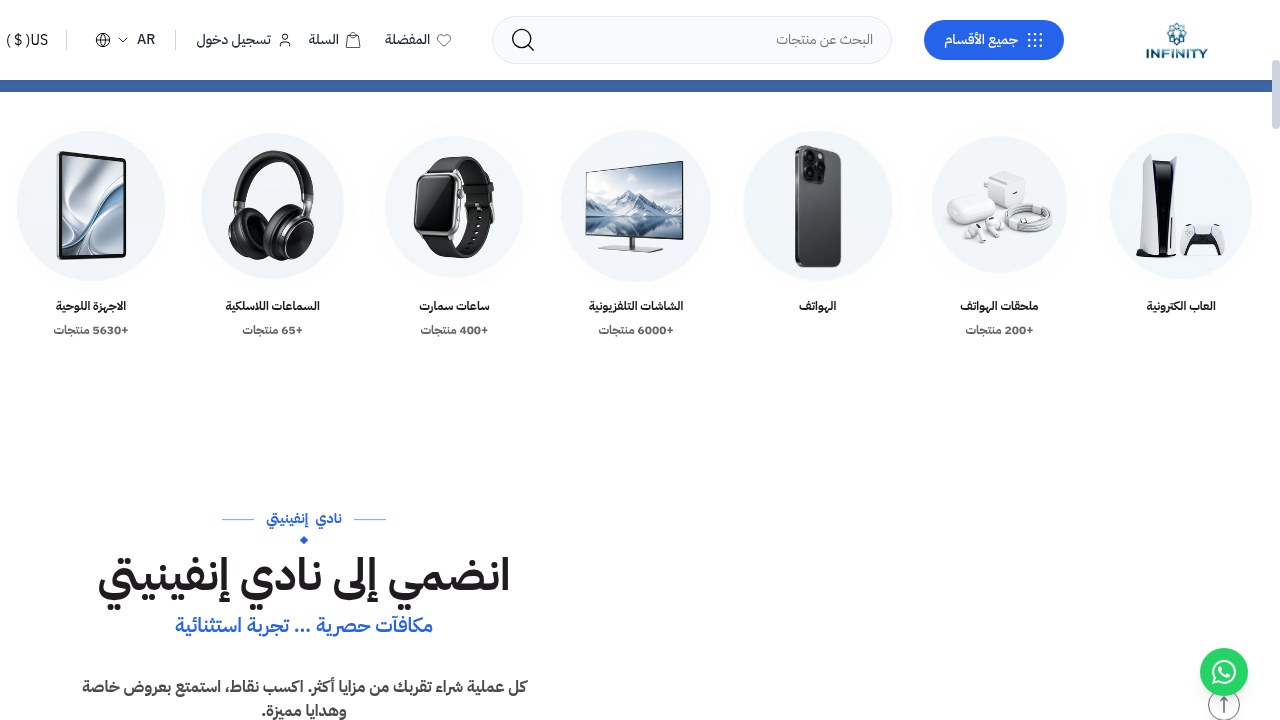 INFINITY
جميع الأقسام
البحث عن منتجات
المفضلة
السلة
تسجيل دخول
AR
US( $ )
العاب الكترونية
ملحقات الهواتف
+200 منتجات
الهواتف
الشاشات التلفزيونية
+6000 منتجات
ساعات سمارت
+400 منتجات
السماعات اللاسلكية
+65 منتجات
الاجهزة اللوحية
+5630 منتجات
نادي إنفينيتي
انضمي إلى نادي إنفينيتي
مكافآت حصرية ... تجربة استثنائية
كل عملية شراء تقربك من مزايا أكثر. اكسب نقاط، استمتع بعروض خاصة
وهدايا مميزة.